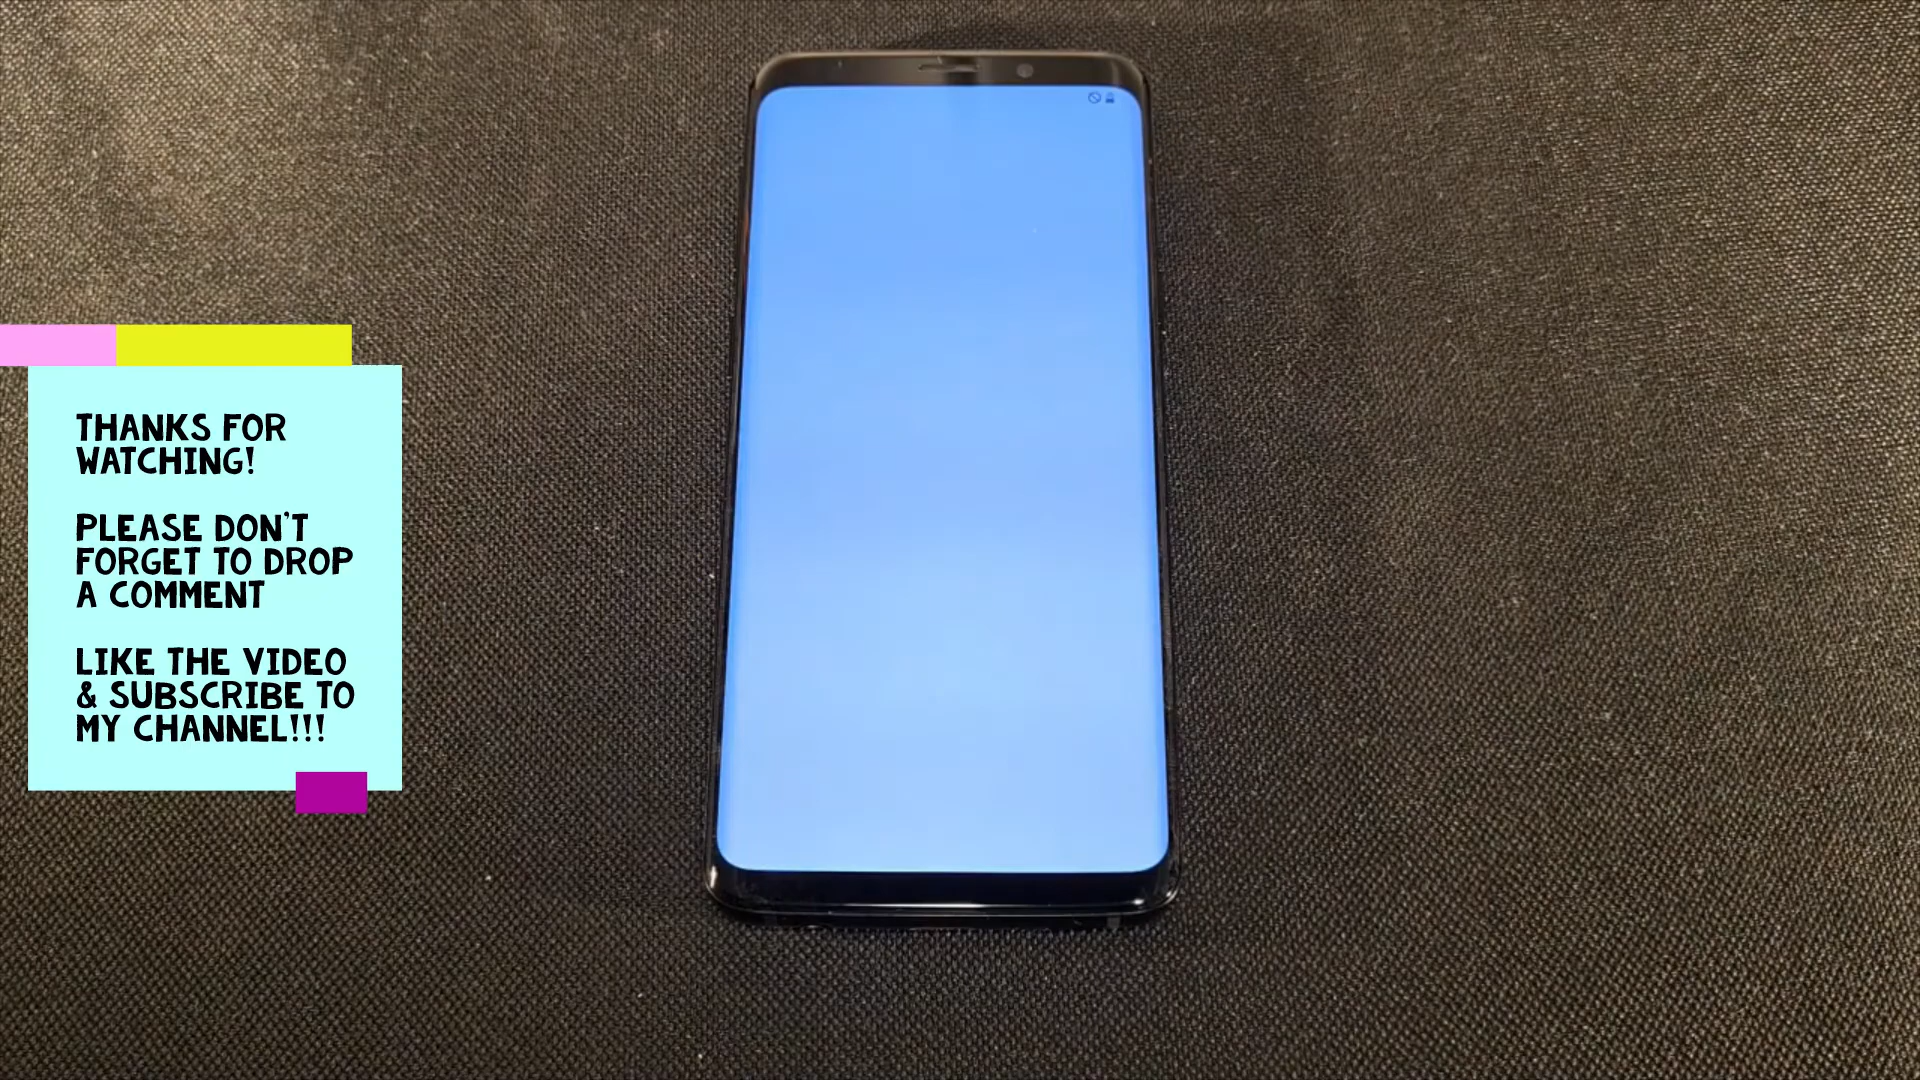 THANKS FOR
WATCHING!
PLEASE DON'T
FORGET TO DROP
A COMMENT
LIKE THE VIDEO
& SUBSCRIBE TO
MY CHANNEL!!!